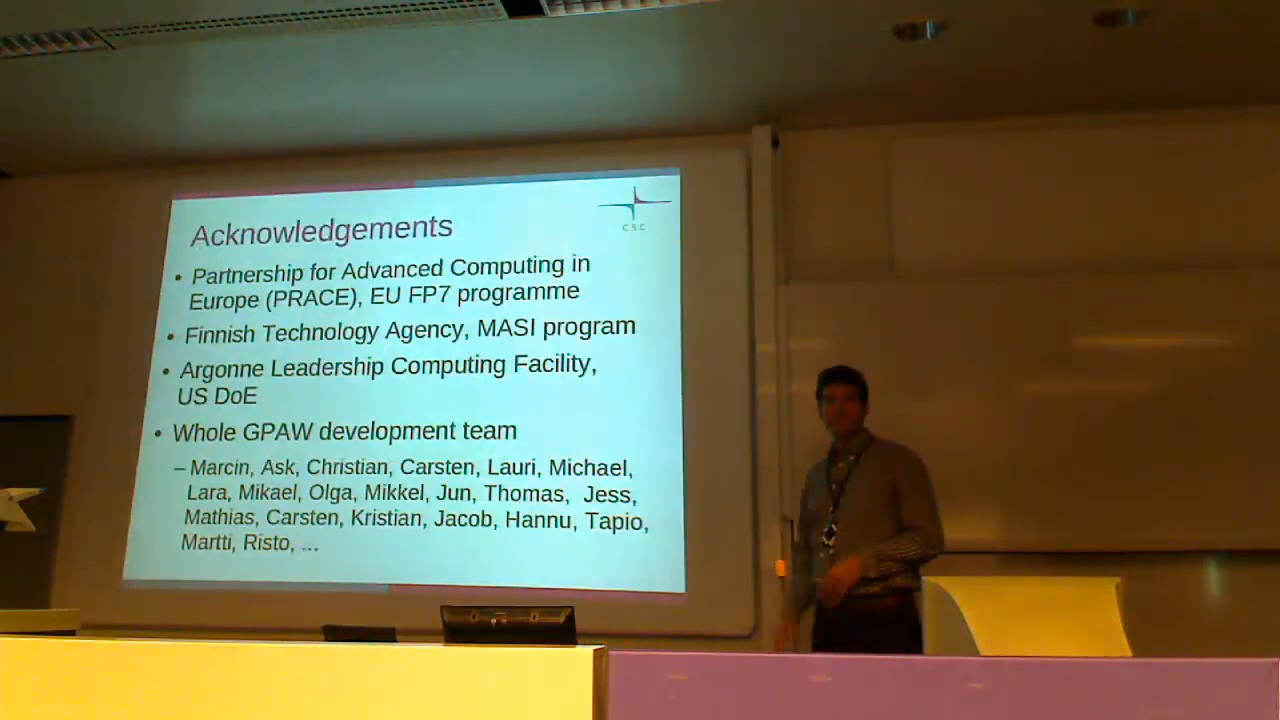 Acknowledgements
CSC
• Partnership for Advanced Computing in
Europe (PRACE), EU FP7 programme
• Finnish Technology Agency, MASI program
• Argonne Leadership Computing Facility,
US DoE
• Whole GPAW development team
– Marcin, Ask, Christian, Carsten, Lauri, Michael,
Lara, Mikael, Olga, Mikkel, Jun, Thomas, Jess,
Mathias, Carsten, Kristian, Jacob, Hannu, Tapio,
Martti, Risto, ...